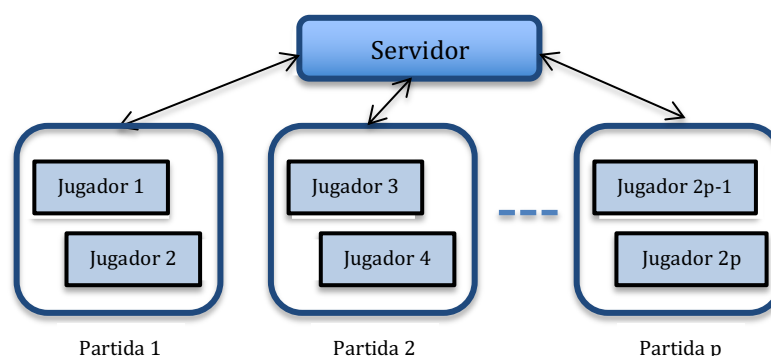 Servidor
Jugador 1
Jugador 2
Partida 1
Jugador 3
Jugador 4
Partida 2
Jugador 2p-1
Jugador 2p
Partida p